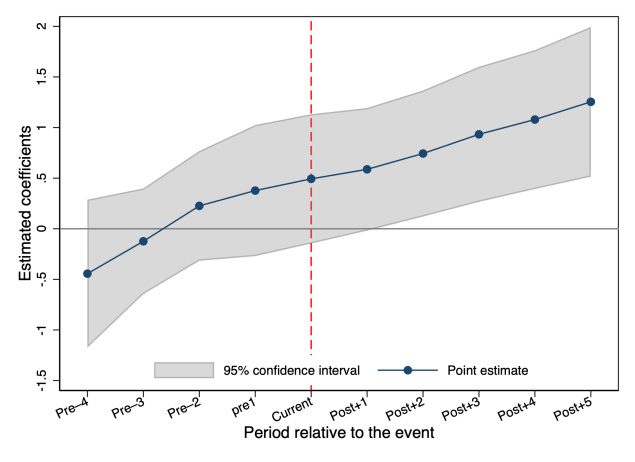 2
1.5
1
.5
0
-.5
-1
-1.5
Estimated coefficients
95% confidence interval
Point estimate
Pre−4 Pre−3 Pre−2 pre1 Current Post+1 Post+2 Post+3 Post+4 Post+5
Period relative to the event